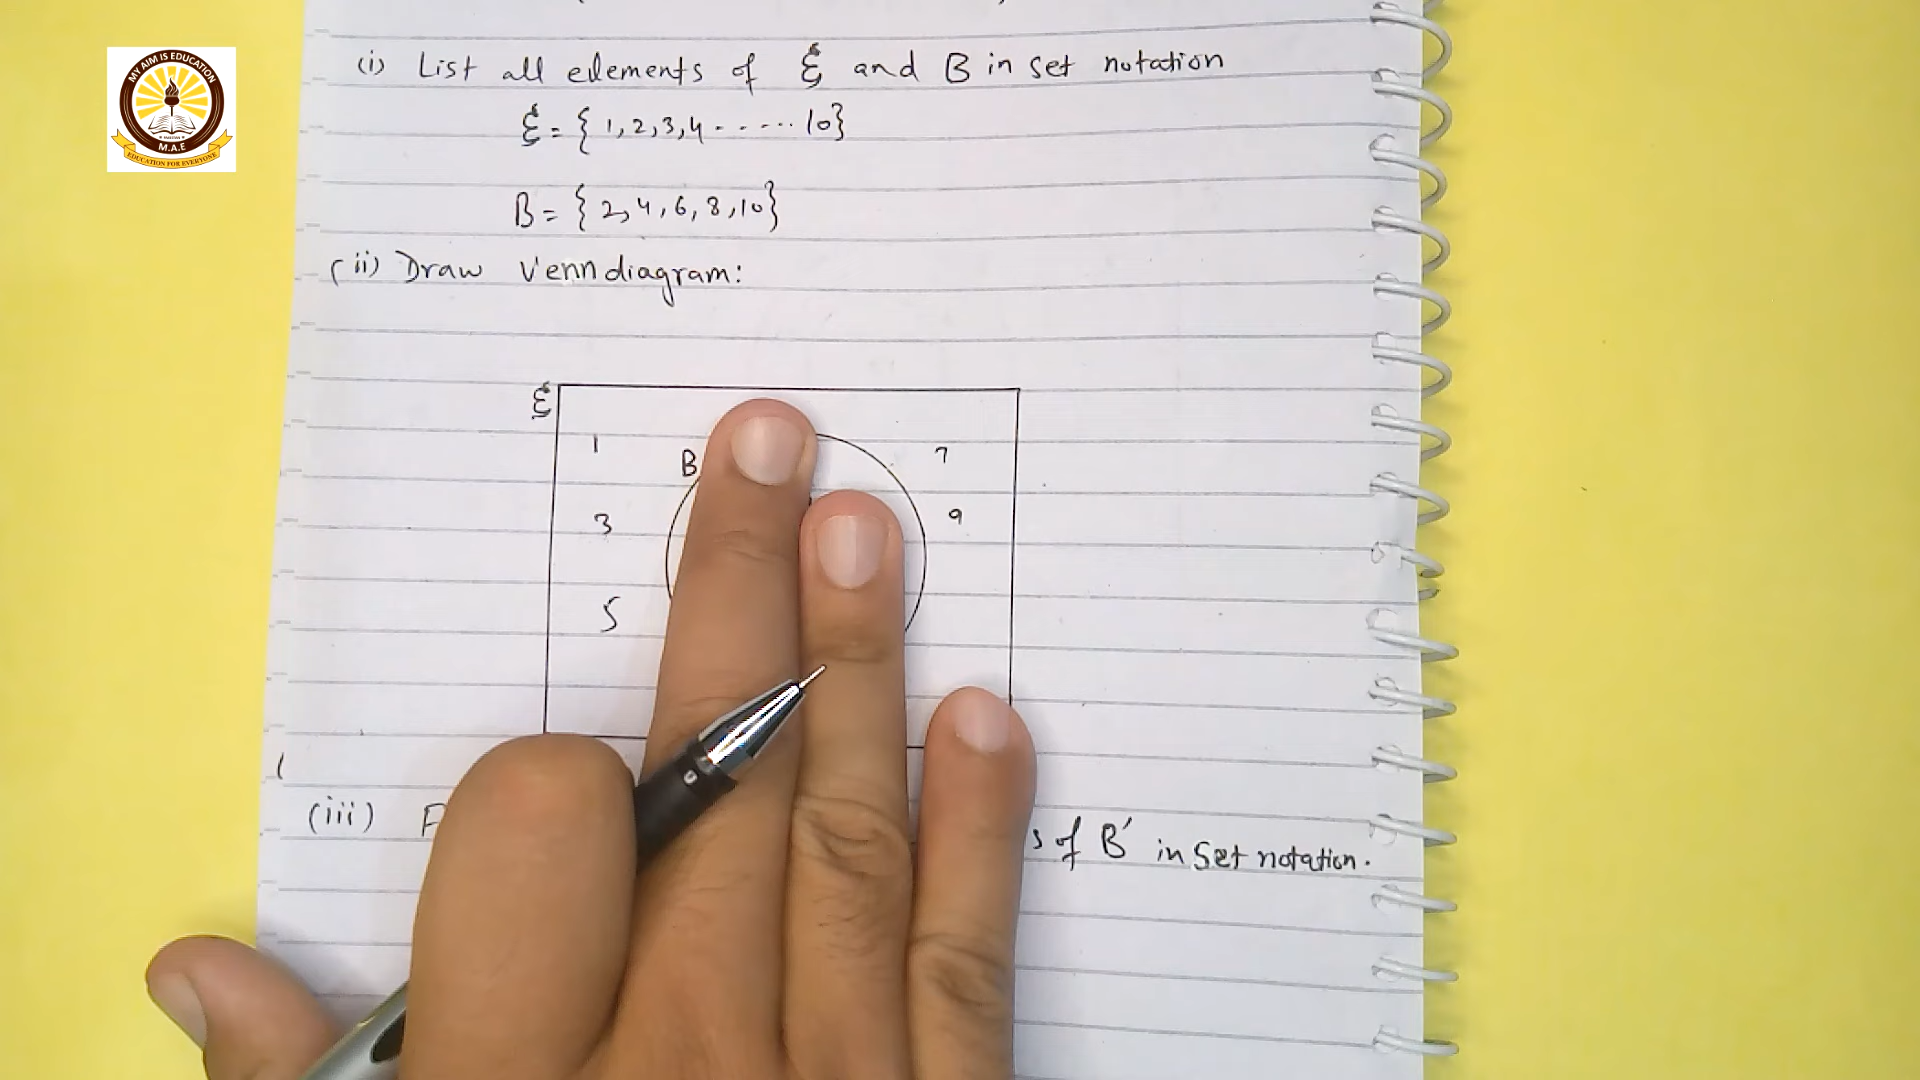 MY AIM IS EDUCATION
M.A.E
EDUCATION FOR EVERYONE
(i) List all elements of ξ and B in set notation
ξ = { 1, 2, 3, 4 - - - - - 10}
B = { 2, 4, 6, 8, 10}
(ii) Draw Venn diagram:
ξ
1 B 7
3 9
5
(iii) of B′ in Set notation.